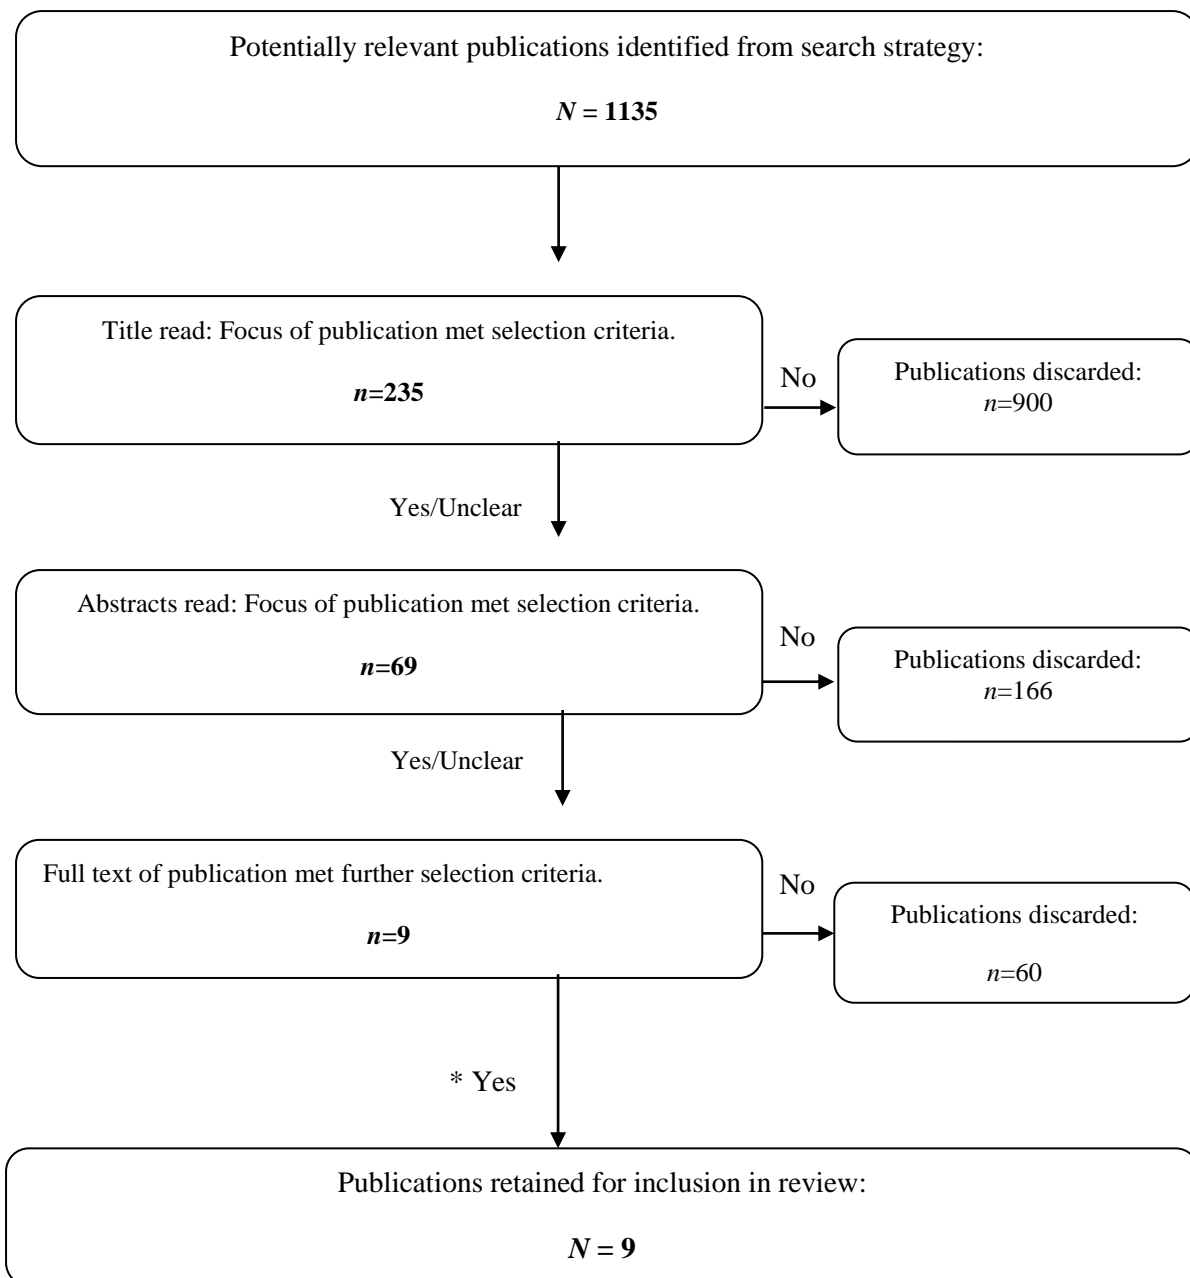 Potentially relevant publications identified from search strategy:
N = 1135
Title read: Focus of publication met selection criteria.
n=235
No
Publications discarded:
n=900
Yes/Unclear
Abstracts read: Focus of publication met selection criteria.
n=69
No
Publications discarded:
n=166
Yes/Unclear
Full text of publication met further selection criteria.
n=9
No
Publications discarded:
n=60
* Yes
Publications retained for inclusion in review:
N = 9